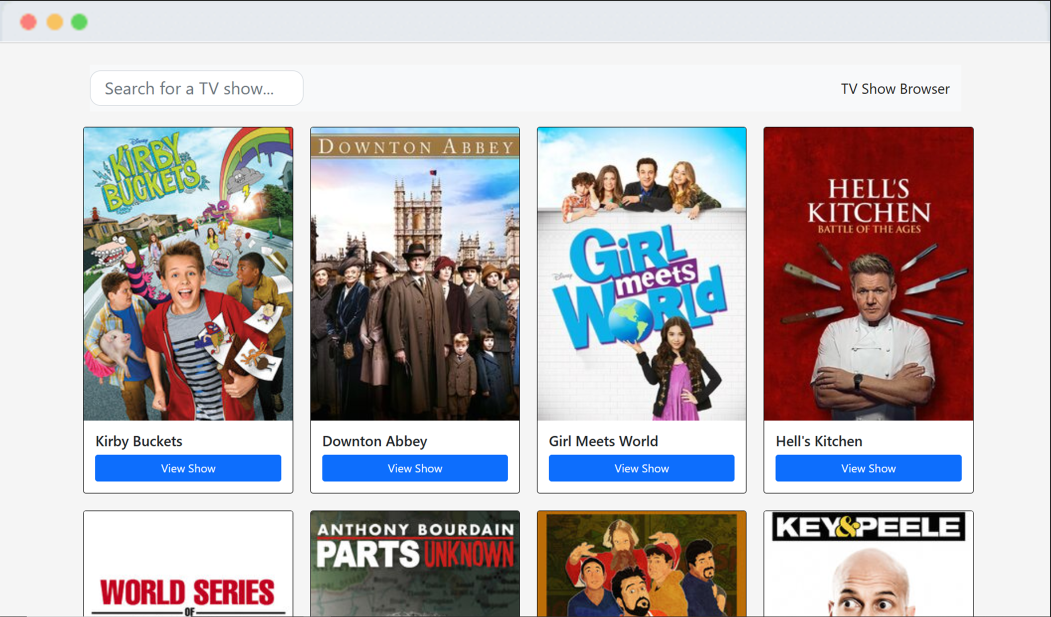 Search for a TV show...
TV Show Browser
Disney
KIRBY
BUCKETS
DOWNTON ABBEY
Disney
GiRL
meets
WORLD
HELL'S
KITCHEN
BATTLE OF THE AGES
Kirby Buckets
View Show
Downton Abbey
View Show
Girl Meets World
View Show
Hell's Kitchen
View Show
WORLD SERIES
OF
ANTHONY BOURDAIN
PARTS UNKNOWN
KEY&PEELE